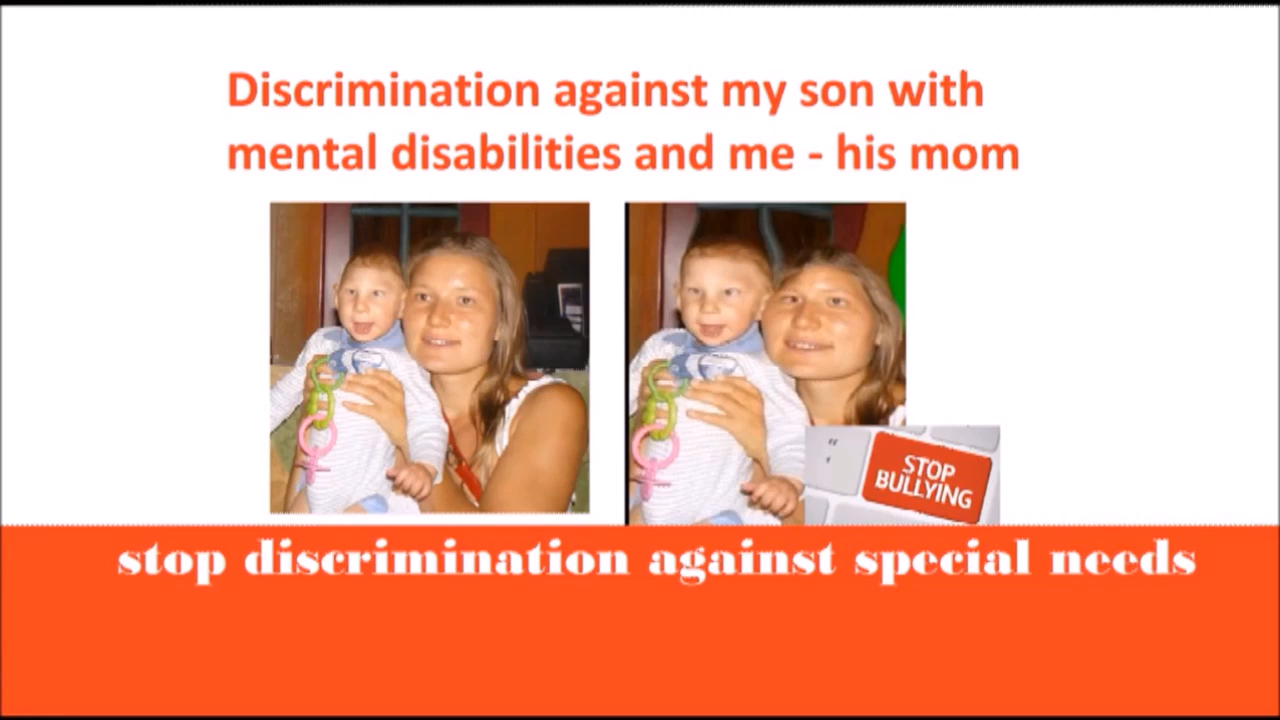 Discrimination against my son with
mental disabilities and me - his mom
STOP
BULLYING
stop discrimination against special needs